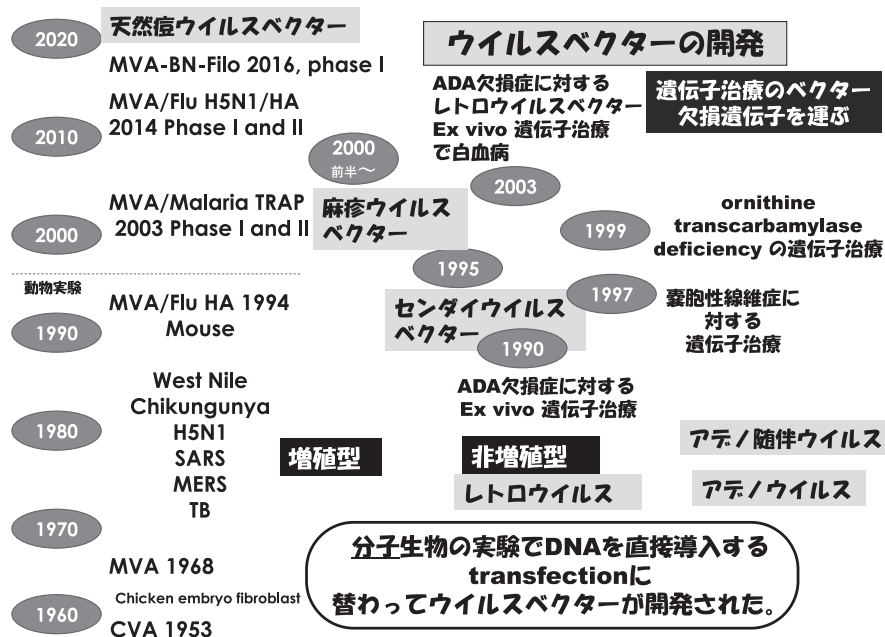 天然痘ウイルスベクター
2020
MVA-BN-Filo 2016, phase I
MVA/Flu H5N1/HA
2014 Phase I and II
2010
MVA/Malaria TRAP
2003 Phase I and II
2000
動物実験
MVA/Flu HA 1994
Mouse
1990
West Nile
Chikungunya
H5N1
SARS
MERS
TB
1980
1970
MVA 1968
Chicken embryo fibroblast
1960
CVA 1953
ウイルスベクターの開発
ADA欠損症に対する
レトロウイルスベクター
Ex vivo 遺伝子治療
で白血病
遺伝子治療のベクター
欠損遺伝子を運ぶ
2000
前半〜
麻疹ウイルス
ベクター
2003
1999
ornithine
transcarbamylase
deficiency の遺伝子治療
1995
センダイウイルス
ベクター
1997
嚢胞性線維症に
対する
遺伝子治療
1990
ADA欠損症に対する
Ex vivo 遺伝子治療
増殖型
非増殖型
レトロウイルス
アデノ随伴ウイルス
アデノウイルス
分子生物の実験でDNAを直接導入する
transfectionに
替わってウイルスベクターが開発された。